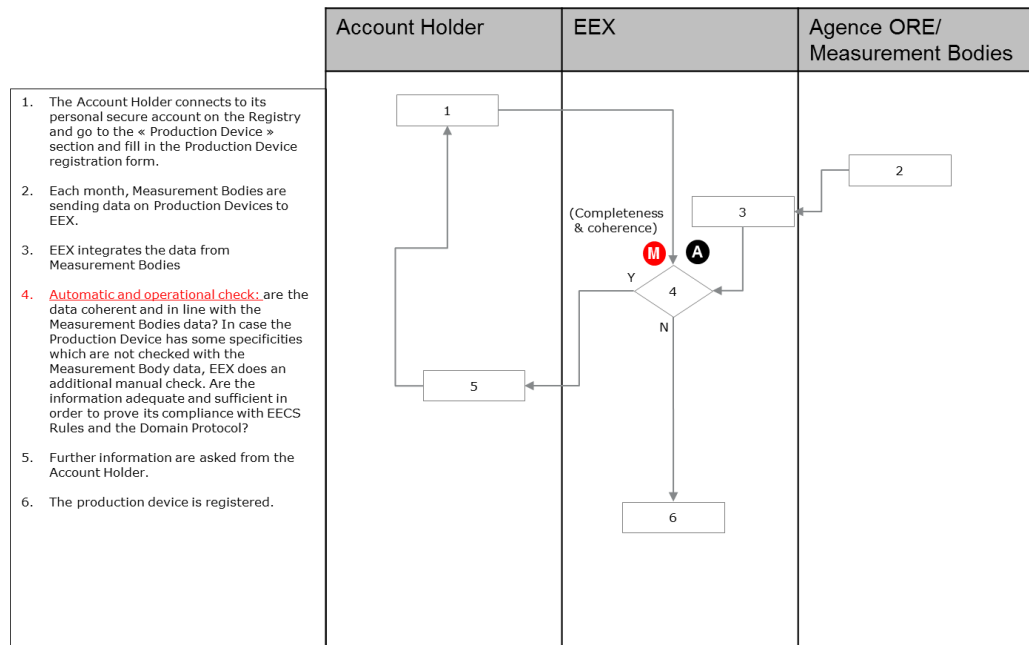 Account Holder
EEX
Agence ORE/
Measurement Bodies
1. The Account Holder connects to its
personal secure account on the Registry
and go to the « Production Device »
section and fill in the Production Device
registration form.
2. Each month, Measurement Bodies are
sending data on Production Devices to
EEX.
3. EEX integrates the data from
Measurement Bodies
4. Automatic and operational check: are the
data coherent and in line with the
Measurement Bodies data? In case the
Production Device has some specificities
which are not checked with the
Measurement Body data, EEX does an
additional manual check. Are the
information adequate and sufficient in
order to prove its compliance with EECS
Rules and the Domain Protocol?
5. Further information are asked from the
Account Holder.
6. The production device is registered.
1
2
3
(Completeness
& coherence)
M
A
Y
4
N
5
6